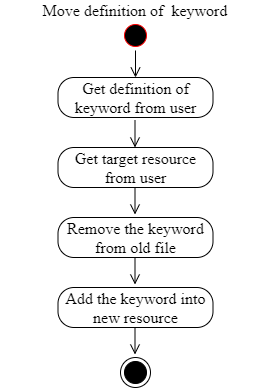 Move definition of keyword
Get definition of
keyword from user
Get target resource
from user
Remove the keyword
from old file
Add the keyword into
new resource